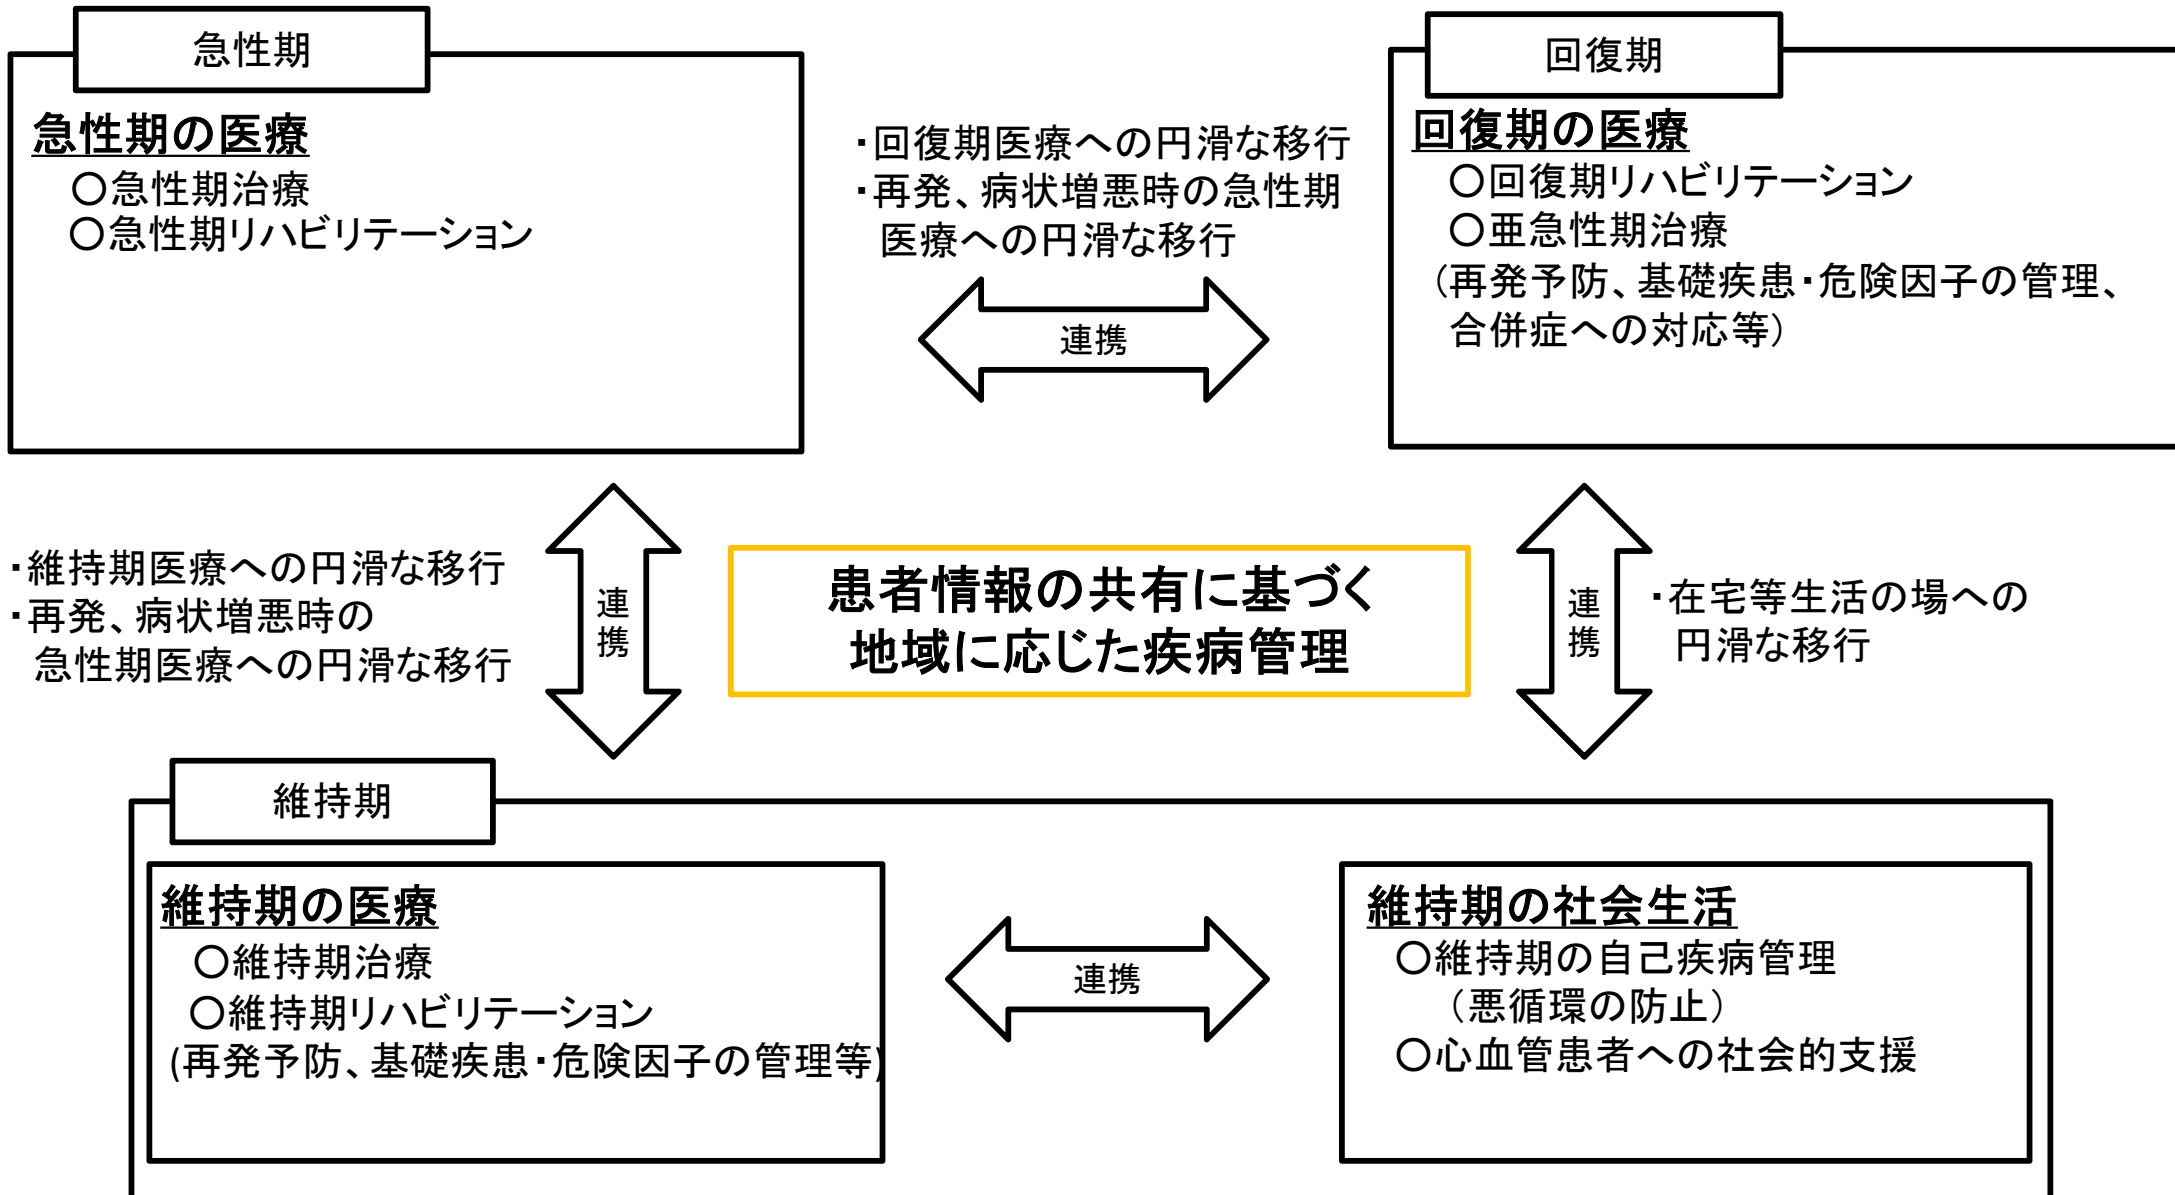 急性期
急性期の医療
〇急性期治療
〇急性期リハビリテーション
・回復期医療への円滑な移行
・再発、病状増悪時の急性期
医療への円滑な移行
連携
回復期
回復期の医療
〇回復期リハビリテーション
〇亜急性期治療
（再発予防、基礎疾患・危険因子の管理、
合併症への対応等）
・維持期医療への円滑な移行
・再発、病状増悪時の
急性期医療への円滑な移行
連携
患者情報の共有に基づく
地域に応じた疾病管理
連携
・在宅等生活の場への
円滑な移行
維持期
維持期の医療
〇維持期治療
〇維持期リハビリテーション
(再発予防、基礎疾患・危険因子の管理等)
連携
維持期の社会生活
〇維持期の自己疾病管理
（悪循環の防止）
〇心血管患者への社会的支援